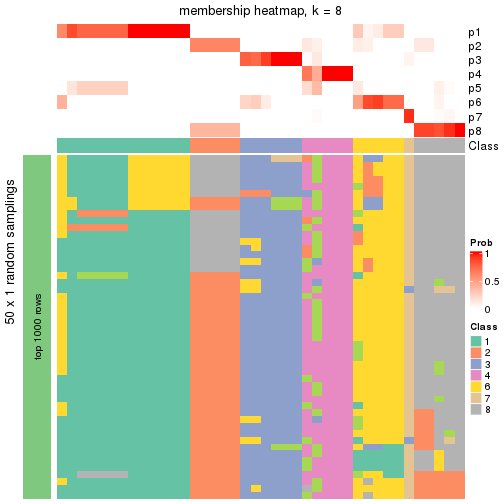 membership heatmap, k = 8
p1
p2
p3
p4
p5
p6
p7
p8
Class
50 x 1 random samplings
top 1000 rows
Prob
1
0.5
0
Class
1
2
3
4
5
6
7
8